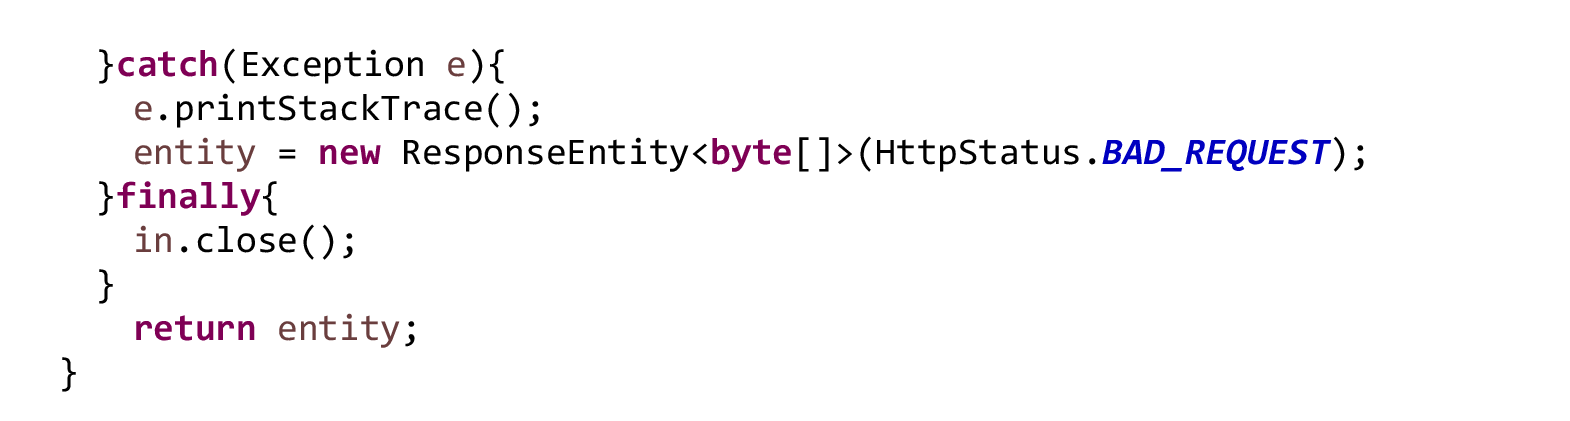 }catch(Exception e){
e.printStackTrace();
entity = new ResponseEntity<byte[]>(HttpStatus.BAD_REQUEST);
}finally{
in.close();
}
return entity;
}